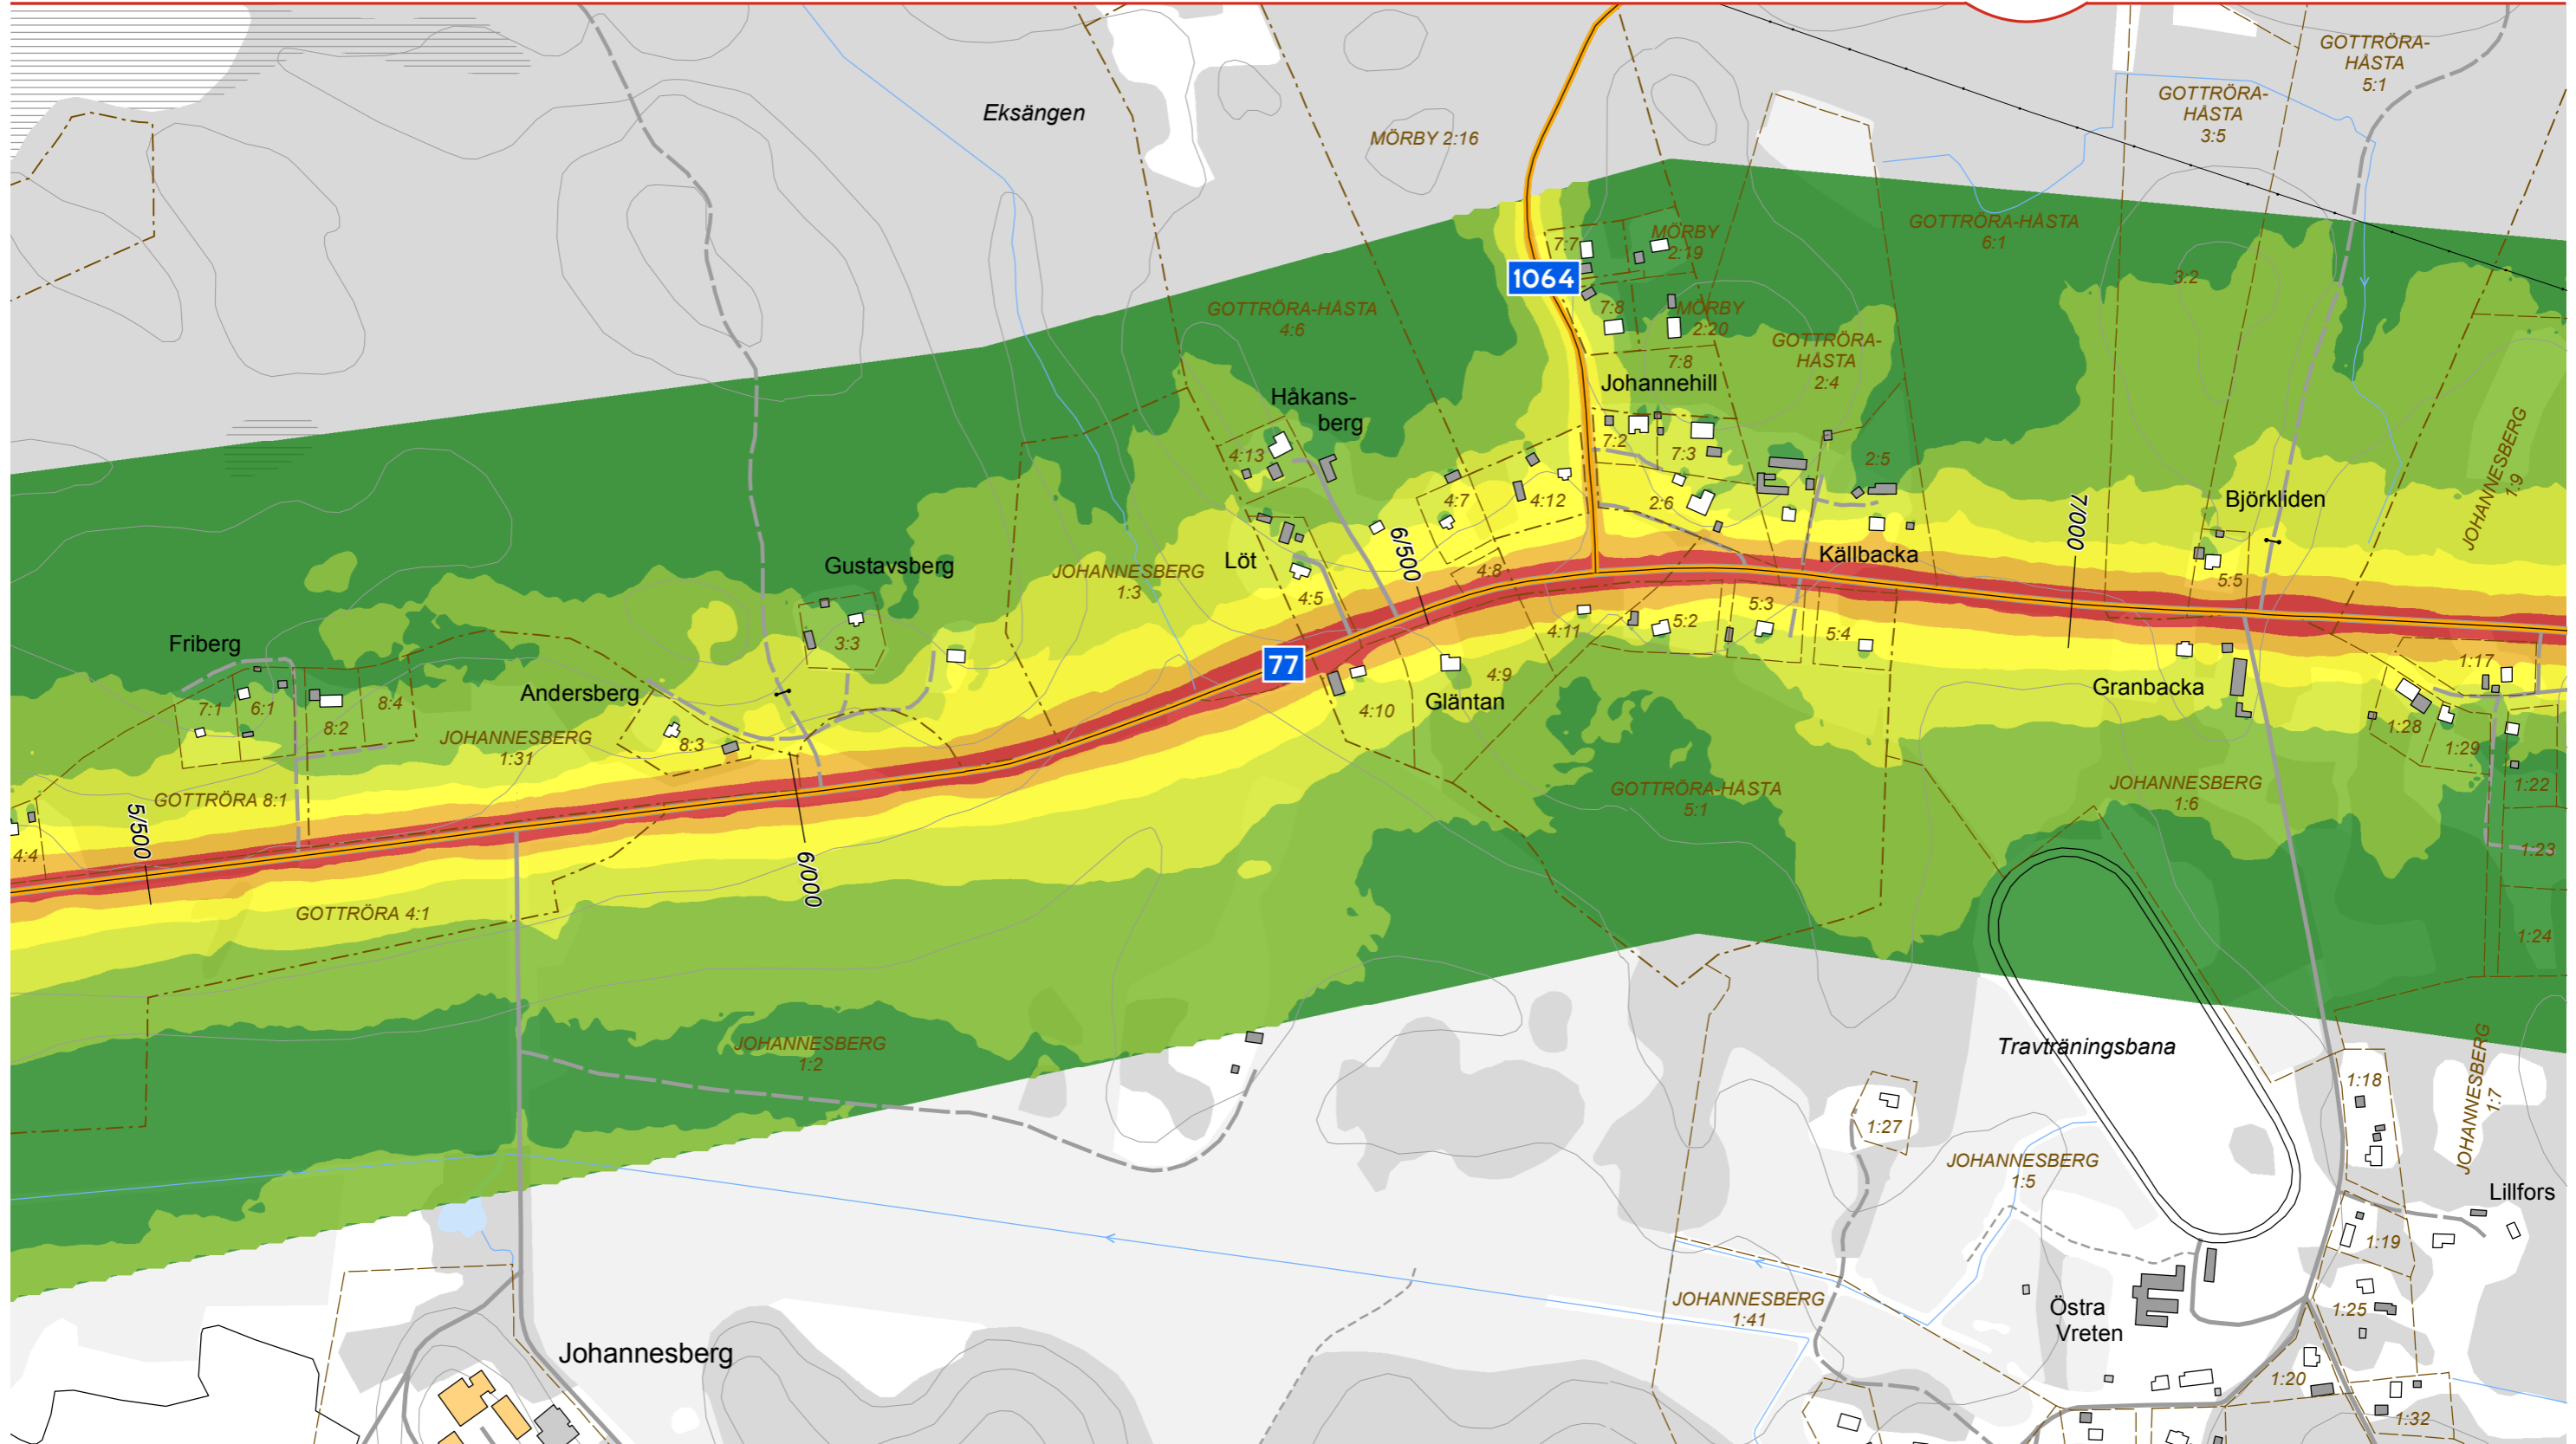 GOTTRÖRA-
HÅSTA
5:1
GOTTRÖRA-
HÅSTA
3:5
Eksängen
MÖRBY 2:16
GOTTRÖRA-HÅSTA
6:1
7:7
MÖRBY
2:19
1064
3:2
GOTTRÖRA-HÅSTA
4:6
7:8
MÖRBY
2:20
GOTTRÖRA-
HÅSTA
2:4
7:8
Johannehill
Håkans-
berg
JOHANNESBERG
1:9
4:13
7:2
7:3
2:5
4:7
4:12
2:6
7/000
Björkliden
6/500
Källbacka
Löt
Gustavsberg
JOHANNESBERG
1:3
4:8
5:5
4:5
5:3
5:2
4:11
5:4
Friberg
3:3
77
1:17
4:9
Granbacka
Andersberg
7:1
6:1
8:4
8:2
4:10
Gläntan
1:28
8:3
1:29
JOHANNESBERG
1:31
GOTTRÖRA-HÅSTA
5:1
JOHANNESBERG
1:6
1:22
GOTTRÖRA 8:1
5/500
4:4
1:23
6/000
GOTTRÖRA 4:1
1:24
JOHANNESBERG
1:2
Travträningsbana
1:18
JOHANNESBERG
1:7
1:27
JOHANNESBERG
1:5
Lillfors
1:19
JOHANNESBERG
1:41
Östra
Vreten
1:25
Johannesberg
1:20
1:32